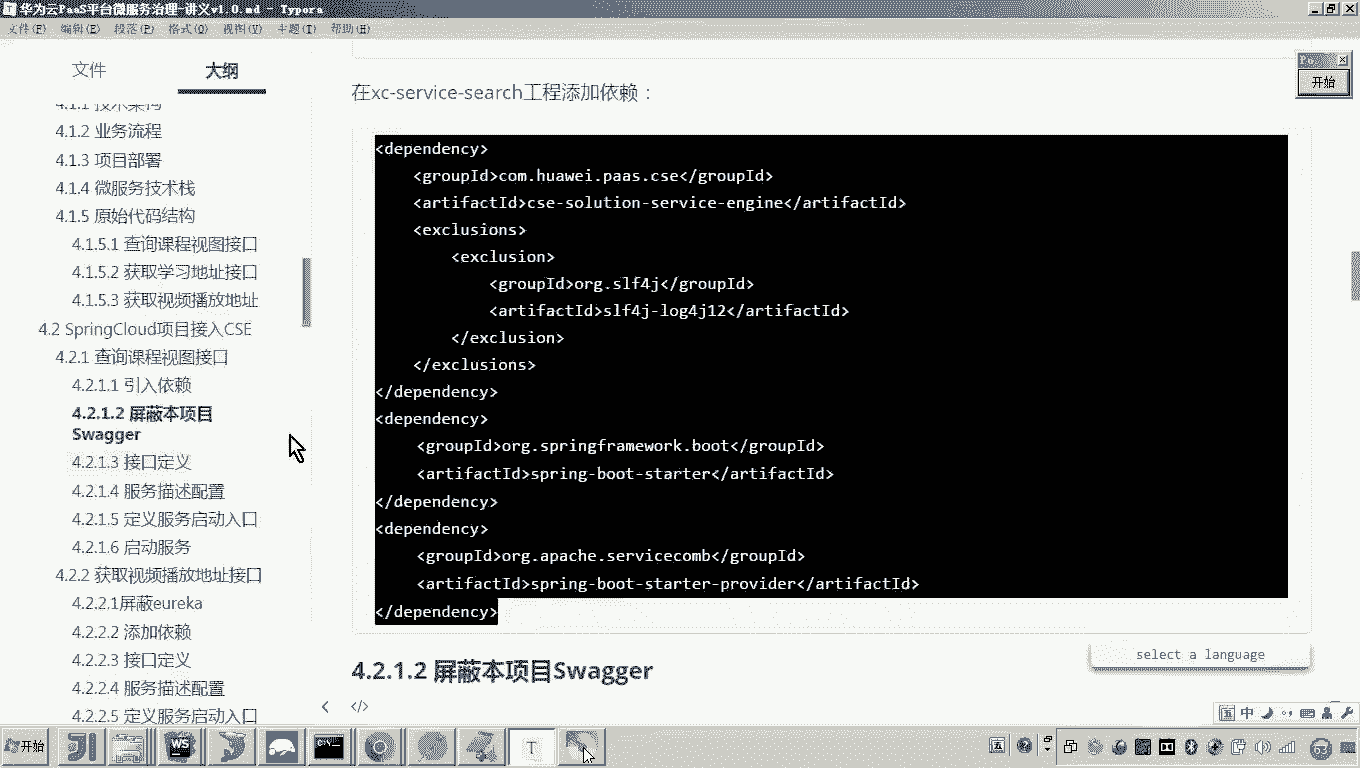 华为云PaaS平台微服务治理-讲义v1.0.md - Typora
文件(F) 编辑(E) 段落(P) 格式(O) 视图(V) 主题(T) 帮助(H)
文件 大纲
4.1.1 技术架构
4.1.2 业务流程
4.1.3 项目部署
4.1.4 微服务技术栈
4.1.5 原始代码结构
4.1.5.1 查询课程视图接口
4.1.5.2 获取学习地址接口
4.1.5.3 获取视频播放地址
4.2 SpringCloud项目接入CSE
4.2.1 查询课程视图接口
4.2.1.1 引入依赖
4.2.1.2 屏蔽本项目
Swagger
4.2.1.3 接口定义
4.2.1.4 服务描述配置
4.2.1.5 定义服务启动入口
4.2.1.6 启动服务
4.2.2 获取视频播放地址接口
4.2.2.1屏蔽eureka
4.2.2.2 添加依赖
4.2.2.3 接口定义
4.2.2.4 服务描述配置
4.2.2.5 定义服务启动入口
在xc-service-search工程添加依赖：
<dependency>
<groupId>com.huawei.paas.cse</groupId>
<artifactId>cse-solution-service-engine</artifactId>
<exclusions>
<exclusion>
<groupId>org.slf4j</groupId>
<artifactId>slf4j-log4j12</artifactId>
</exclusion>
</exclusions>
</dependency>
<dependency>
<groupId>org.springframework.boot</groupId>
<artifactId>spring-boot-starter</artifactId>
</dependency>
<dependency>
<groupId>org.apache.servicecomb</groupId>
<artifactId>spring-boot-starter-provider</artifactId>
</dependency>
select a language
4.2.1.2 屏蔽本项目Swagger
开始
五 中
开始
WS
T
五
63